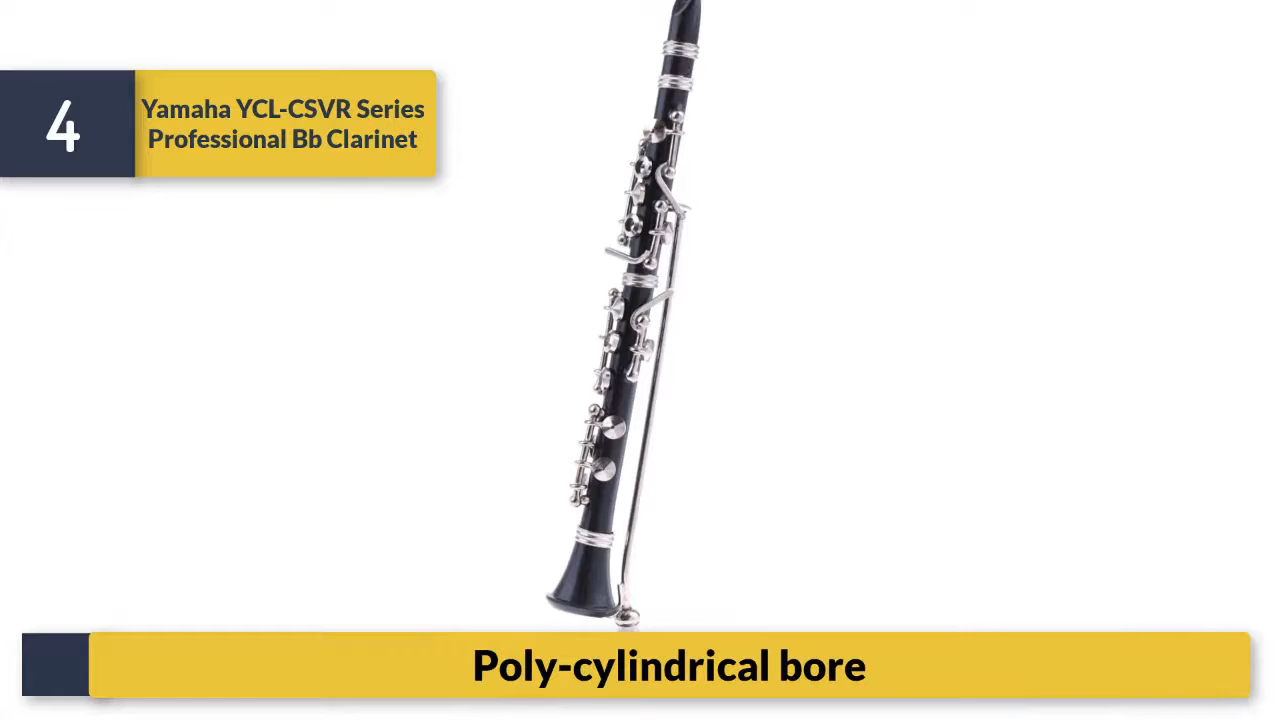 4
Yamaha YCL-CSVR Series
Professional Bb Clarinet
Poly-cylindrical bore